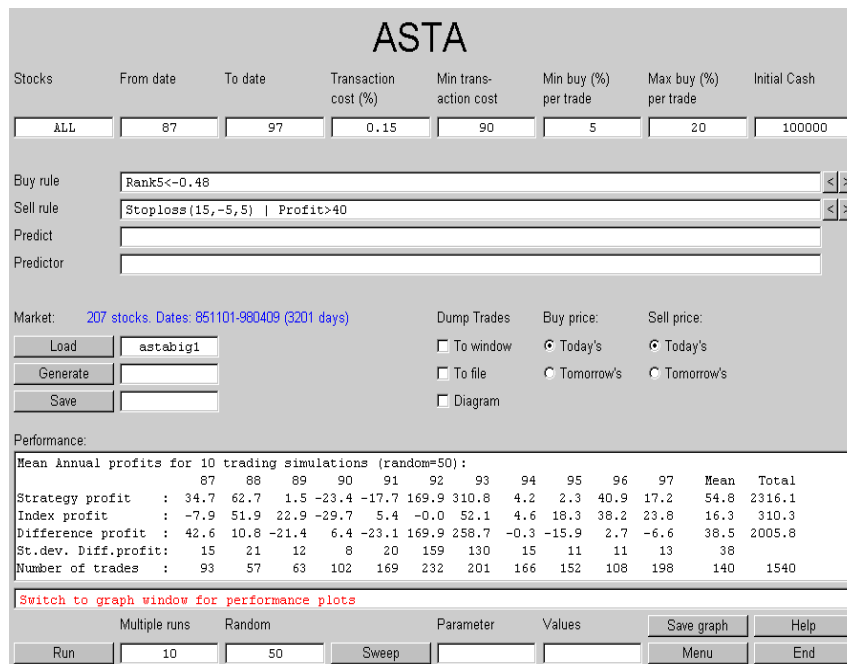 ASTA
Stocks From date To date Transaction cost (%) Min trans- action cost Min buy (%) per trade Max buy (%) per trade Initial Cash
ALL 87 97 0.15 90 5 20 100000
Buy rule Rank5<-0.48 < >
Sell rule Stoploss(15,-5,5) | Profit>40 < >
Predict
Predictor
Market: 207 stocks. Dates: 851101-980409 (3201 days) Dump Trades Buy price: Sell price:
Load astabig1 To window Today's Today's
Generate To file Tomorrow's Tomorrow's
Save Diagram
Performance:
Mean Annual profits for 10 trading simulations (random=50):
87 88 89 90 91 92 93 94 95 96 97 Mean Total
Strategy profit : 34.7 62.7 1.5 -23.4 -17.7 169.9 310.8 4.2 2.3 40.9 17.2 54.8 2316.1
Index profit : -7.9 51.9 22.9 -29.7 5.4 -0.0 52.1 4.6 18.3 38.2 23.8 16.3 310.3
Difference profit : 42.6 10.8 -21.4 6.4 -23.1 169.9 258.7 -0.3 -15.9 2.7 -6.6 38.5 2005.8
St.dev. Diff.profit: 15 21 12 8 20 159 130 15 11 11 13 38
Number of trades : 93 57 63 102 169 232 201 166 152 108 198 140 1540
Switch to graph window for performance plots
Multiple runs Random Parameter Values Save graph Help
Run 10 50 Sweep Menu End